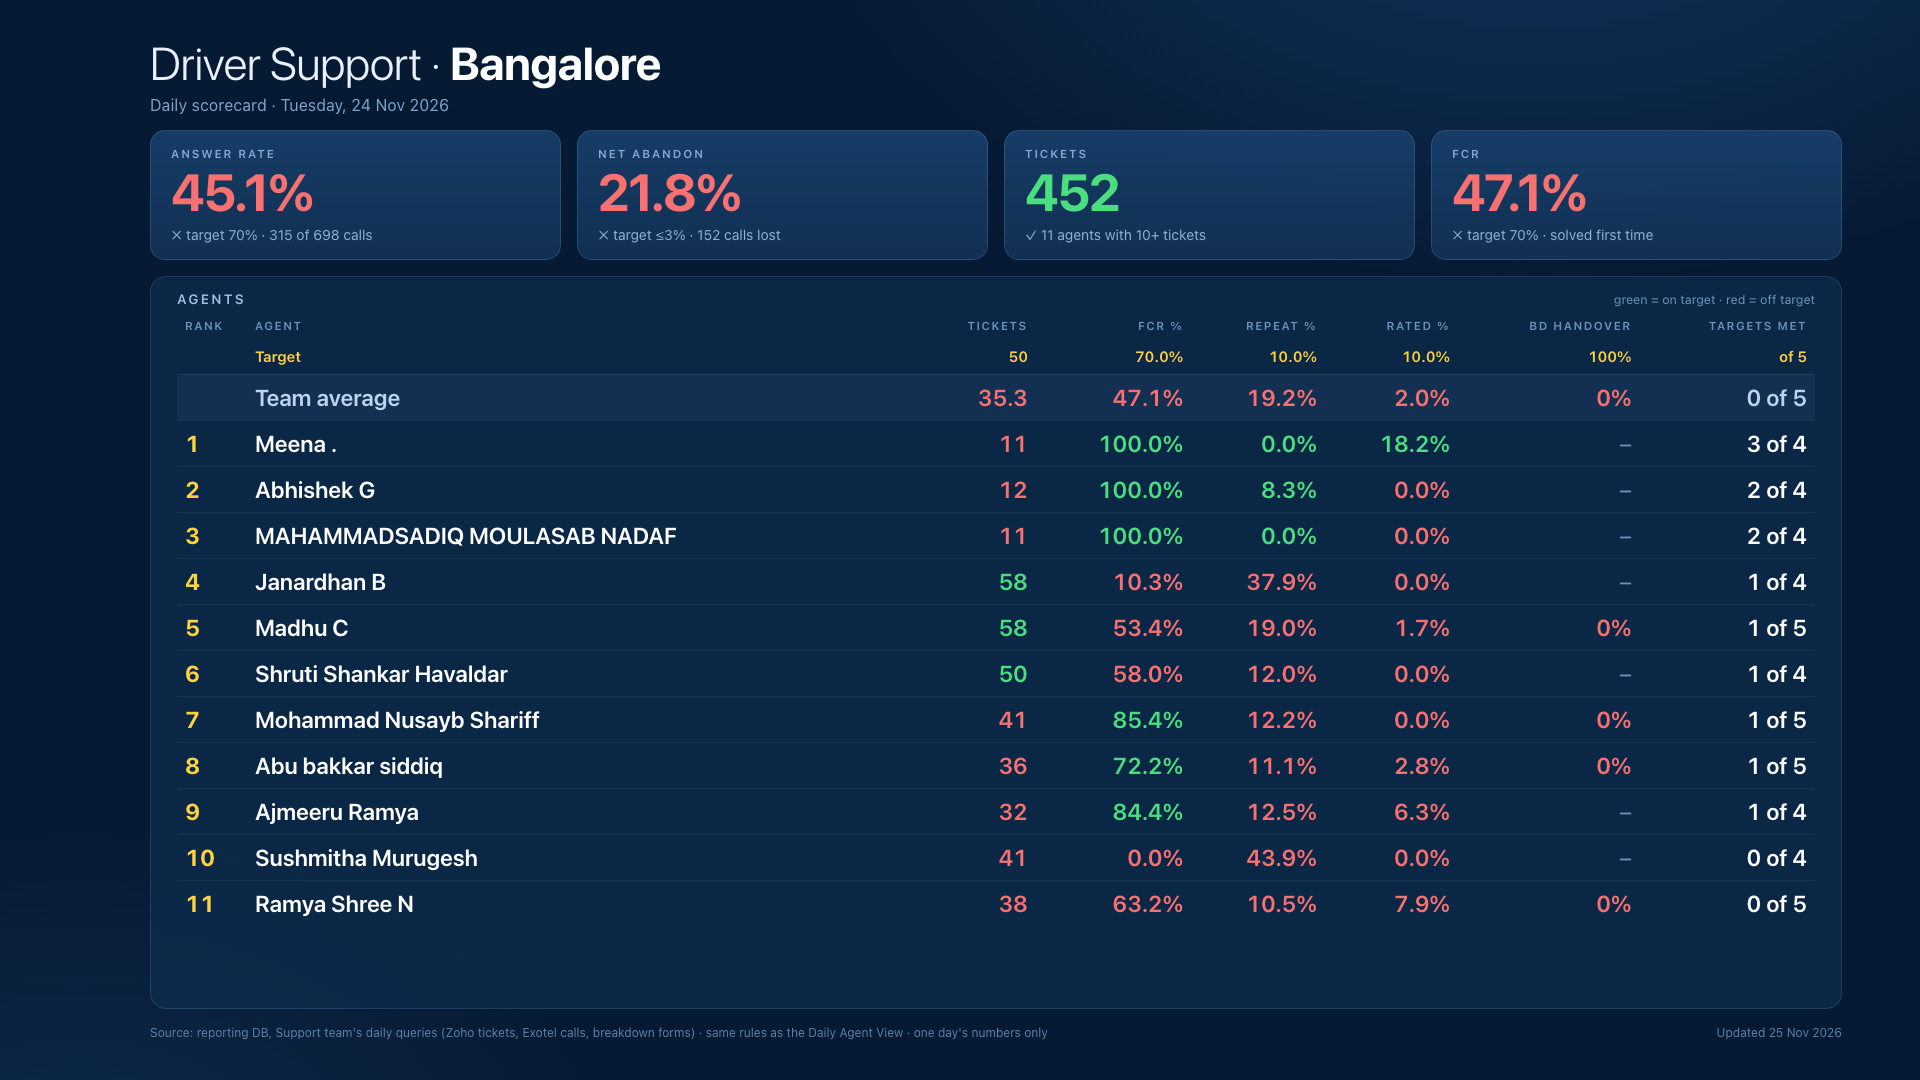 Driver Support · Bangalore
Daily scorecard · Tuesday, 24 Nov 2026
ANSWER RATE
45.1%
✕ target 70% · 315 of 698 calls
NET ABANDON
21.8%
✕ target ≤3% · 152 calls lost
TICKETS
452
✓ 11 agents with 10+ tickets
FCR
47.1%
✕ target 70% · solved first time
AGENTS
green = on target · red = off target
RANK AGENT TICKETS FCR % REPEAT % RATED % BD HANDOVER TARGETS MET
Target 50 70.0% 10.0% 10.0% 100% of 5
Team average 35.3 47.1% 19.2% 2.0% 0% 0 of 5
1 Meena . 11 100.0% 0.0% 18.2% – 3 of 4
2 Abhishek G 12 100.0% 8.3% 0.0% – 2 of 4
3 MAHAMMADSADIQ MOULASAB NADAF 11 100.0% 0.0% 0.0% – 2 of 4
4 Janardhan B 58 10.3% 37.9% 0.0% – 1 of 4
5 Madhu C 58 53.4% 19.0% 1.7% 0% 1 of 5
6 Shruti Shankar Havaldar 50 58.0% 12.0% 0.0% – 1 of 4
7 Mohammad Nusayb Shariff 41 85.4% 12.2% 0.0% 0% 1 of 5
8 Abu bakkar siddiq 36 72.2% 11.1% 2.8% 0% 1 of 5
9 Ajmeeru Ramya 32 84.4% 12.5% 6.3% – 1 of 4
10 Sushmitha Murugesh 41 0.0% 43.9% 0.0% – 0 of 4
11 Ramya Shree N 38 63.2% 10.5% 7.9% 0% 0 of 5
Source: reporting DB, Support team's daily queries (Zoho tickets, Exotel calls, breakdown forms) · same rules as the Daily Agent View · one day's numbers only
Updated 25 Nov 2026